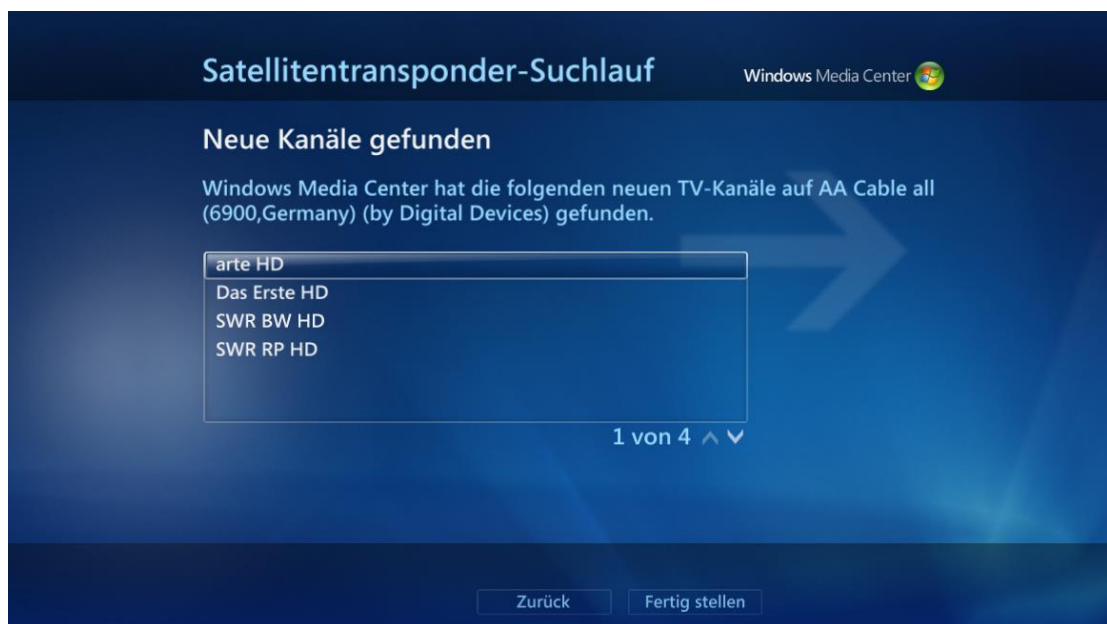 Satellitentransponder-Suchlauf
Windows Media Center
Neue Kanäle gefunden
Windows Media Center hat die folgenden neuen TV-Kanäle auf AA Cable all
(6900,Germany) (by Digital Devices) gefunden.
arte HD
Das Erste HD
SWR BW HD
SWR RP HD
1 von 4
Zurück
Fertig stellen